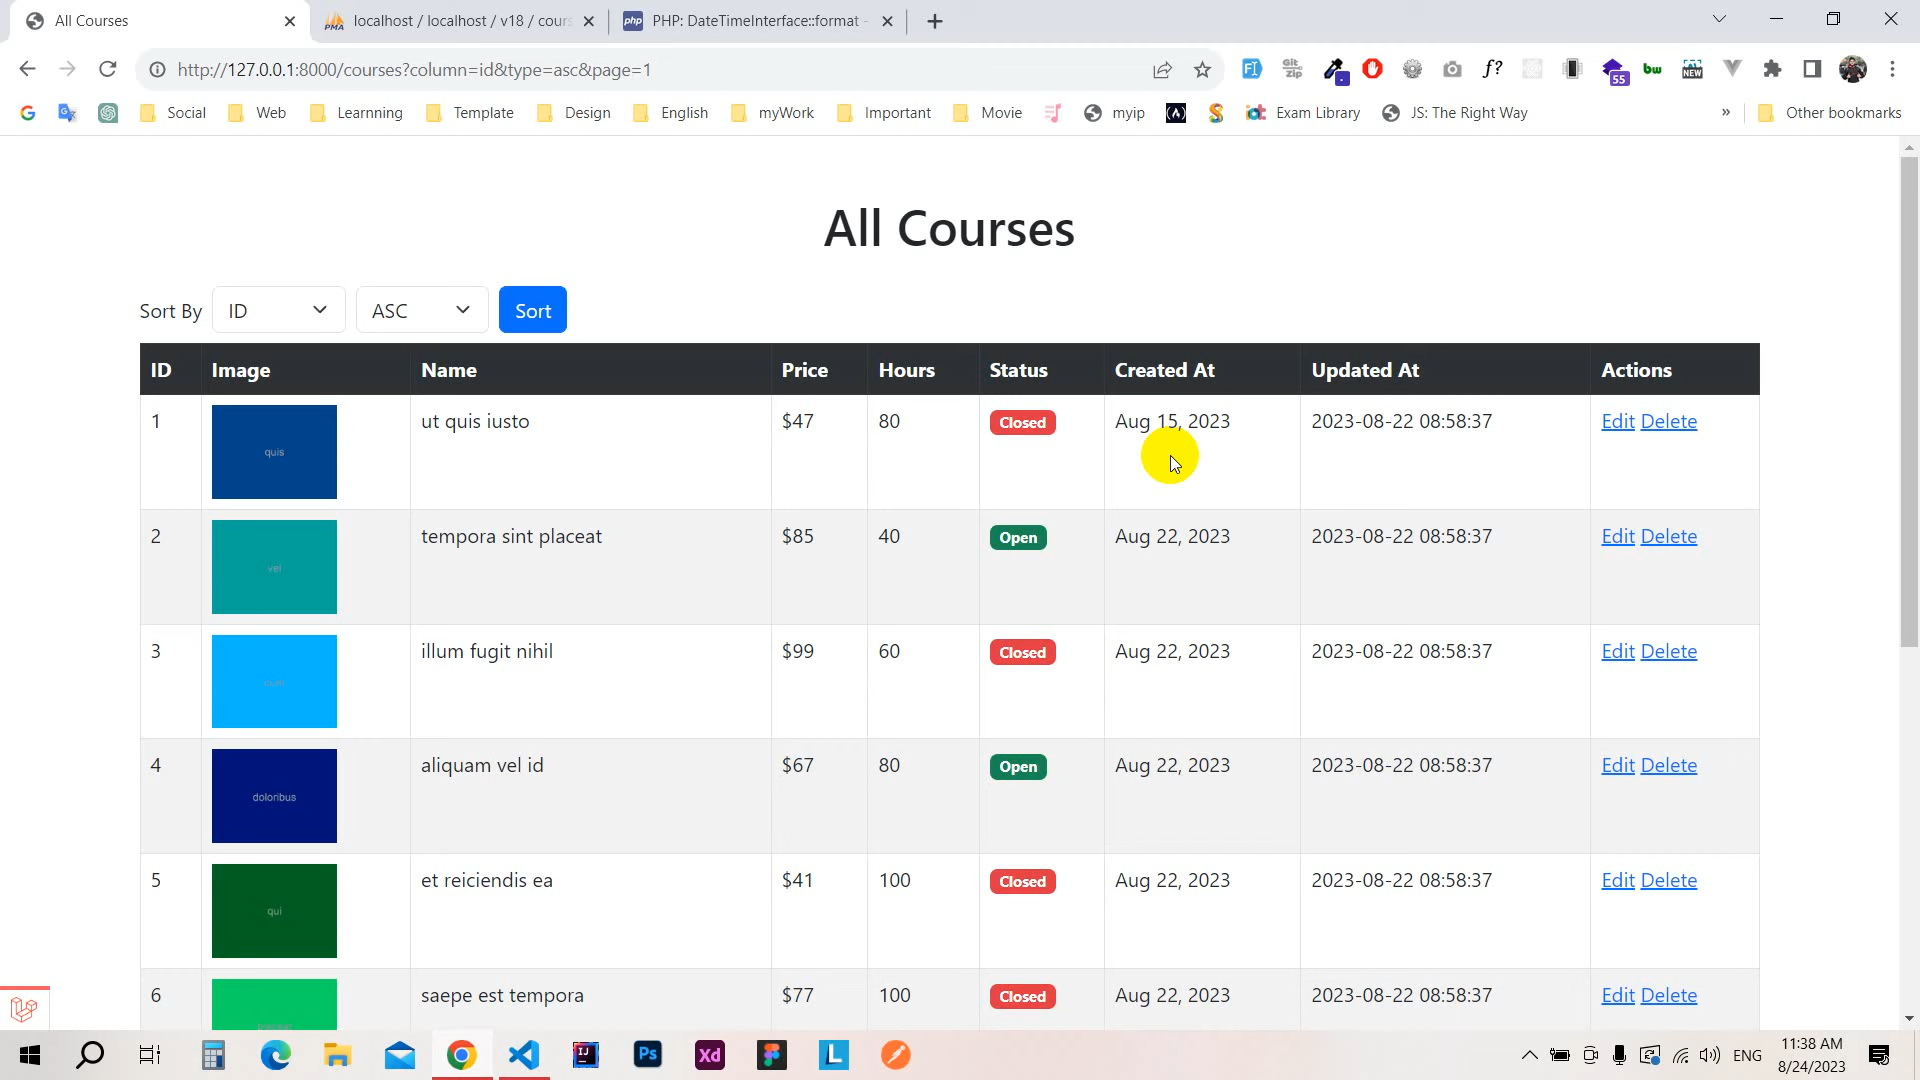 All Courses
localhost / localhost / v18 / cours
PHP: DateTimeInterface::format -
http://127.0.0.1:8000/courses?column=id&type=asc&page=1
55
NEW
Social
Web
Learnning
Template
Design
English
myWork
Important
Movie
myip
Exam Library
JS: The Right Way
Other bookmarks
All Courses
Sort By ID ASC Sort
ID Image Name Price Hours Status Created At Updated At Actions
1 quis ut quis iusto $47 80 Closed Aug 15, 2023 2023-08-22 08:58:37 Edit Delete
2 vel tempora sint placeat $85 40 Open Aug 22, 2023 2023-08-22 08:58:37 Edit Delete
3 illum fugit nihil $99 60 Closed Aug 22, 2023 2023-08-22 08:58:37 Edit Delete
4 doloribus aliquam vel id $67 80 Open Aug 22, 2023 2023-08-22 08:58:37 Edit Delete
5 qui et reiciendis ea $41 100 Closed Aug 22, 2023 2023-08-22 08:58:37 Edit Delete
6 saepe est tempora $77 100 Closed Aug 22, 2023 2023-08-22 08:58:37 Edit Delete
ENG
11:38 AM
8/24/2023